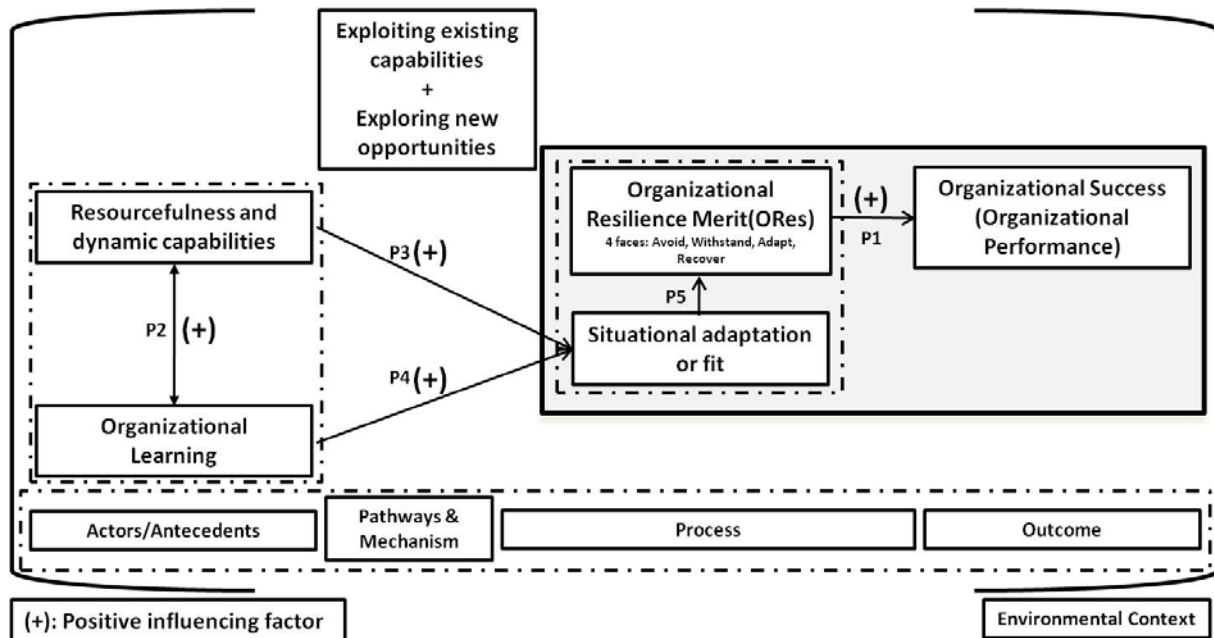 Exploiting existing
capabilities
+
Exploring new
opportunities
Resourcefulness and
dynamic capabilities
P2 (+)
Organizational
Learning
P3 (+)
P4 (+)
Organizational
Resilience Merit(ORes)
4 faces: Avoid, Withstand, Adapt,
Recover
P5
Situational adaptation
or fit
(+)
P1
Organizational Success
(Organizational
Performance)
Actors/Antecedents
Pathways &
Mechanism
Process
Outcome
(+): Positive influencing factor
Environmental Context